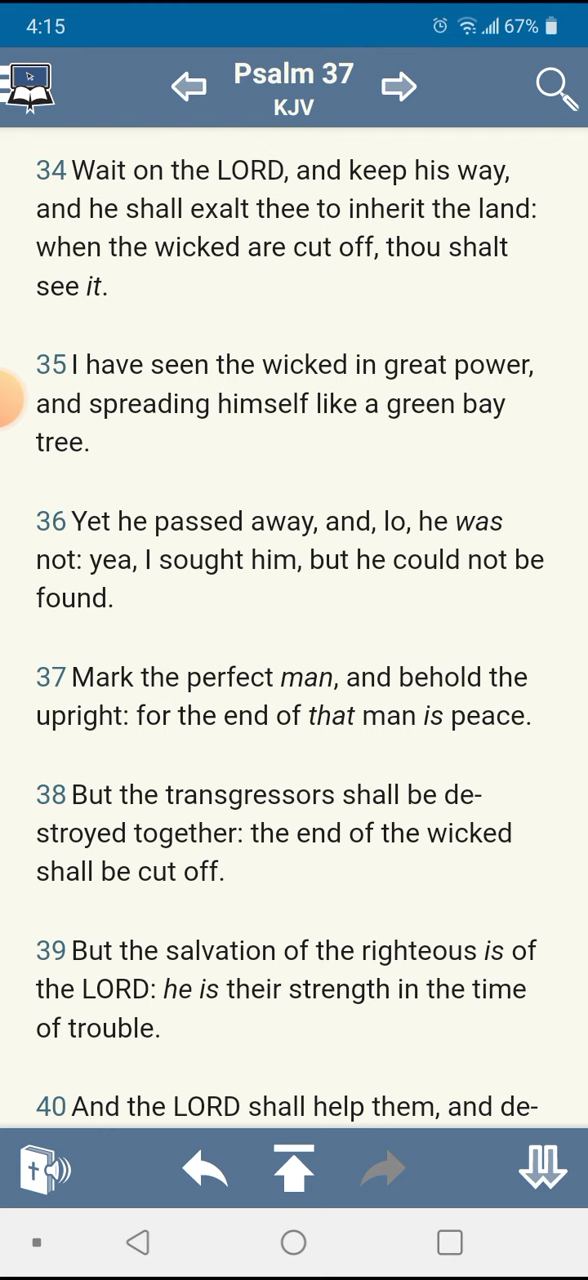 4:15
67%
Psalm 37
KJV
34 Wait on the LORD, and keep his way,
and he shall exalt thee to inherit the land:
when the wicked are cut off, thou shalt
see it.
35 I have seen the wicked in great power,
and spreading himself like a green bay
tree.
36 Yet he passed away, and, lo, he was
not: yea, I sought him, but he could not be
found.
37 Mark the perfect man, and behold the
upright: for the end of that man is peace.
38 But the transgressors shall be de-
stroyed together: the end of the wicked
shall be cut off.
39 But the salvation of the righteous is of
the LORD: he is their strength in the time
of trouble.
40 And the LORD shall help them, and de-